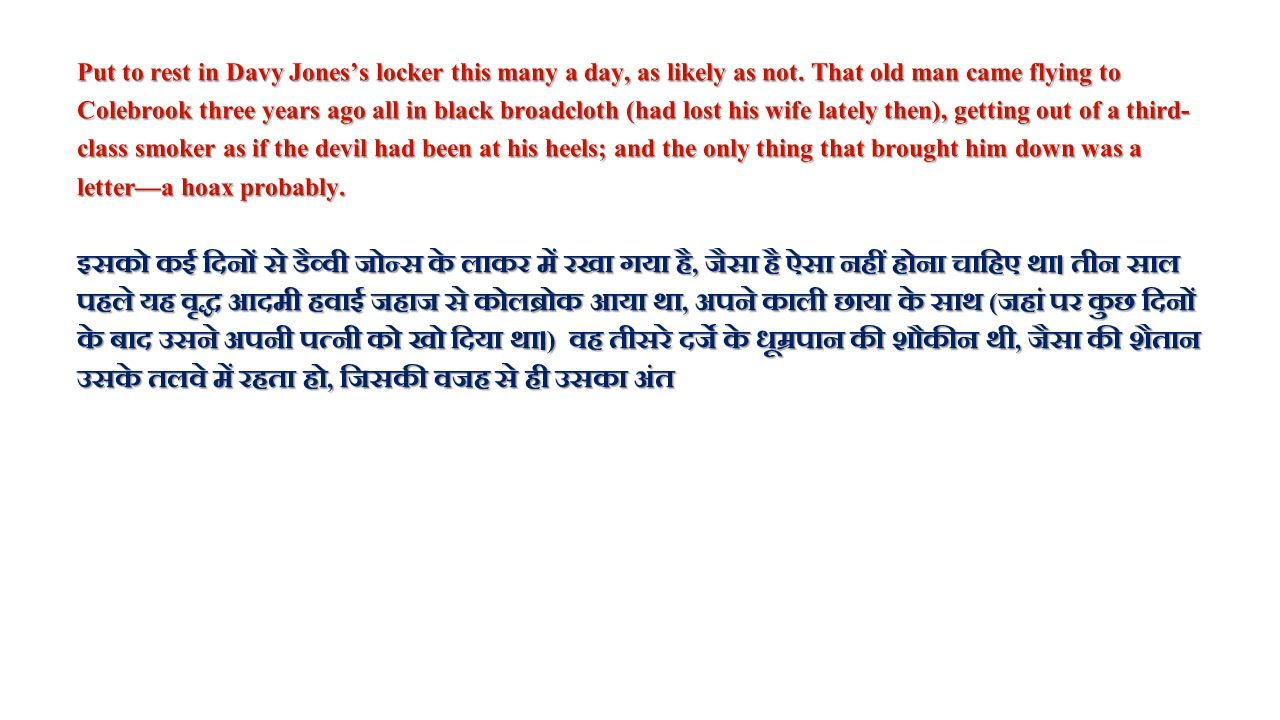 Put to rest in Davy Jones’s locker this many a day, as likely as not. That old man came flying to
Colebrook three years ago all in black broadcloth (had lost his wife lately then), getting out of a third-
class smoker as if the devil had been at his heels; and the only thing that brought him down was a
letter—a hoax probably.
इसको कई दिनों से डैव्वी जोन्स के लाकर में रखा गया है, जैसा है ऐसा नहीं होना चाहिए था। तीन साल
पहले यह वृद्ध आदमी हवाई जहाज से कोलब्रोक आया था, अपने काली छाया के साथ (जहां पर कुछ दिनों
के बाद उसने अपनी पत्नी को खो दिया था।) वह तीसरे दर्जे के धूम्रपान की शौकीन थी, जैसा की शैतान
उसके तलवे में रहता हो, जिसकी वजह से ही उसका अंत